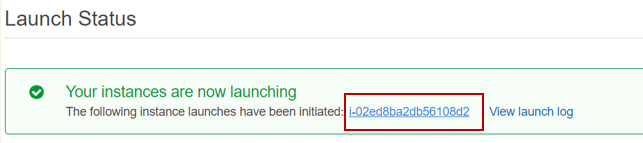 Launch Status
Your instances are now launching
The following instance launches have been initiated: i-02ed8ba2db56108d2 View launch log